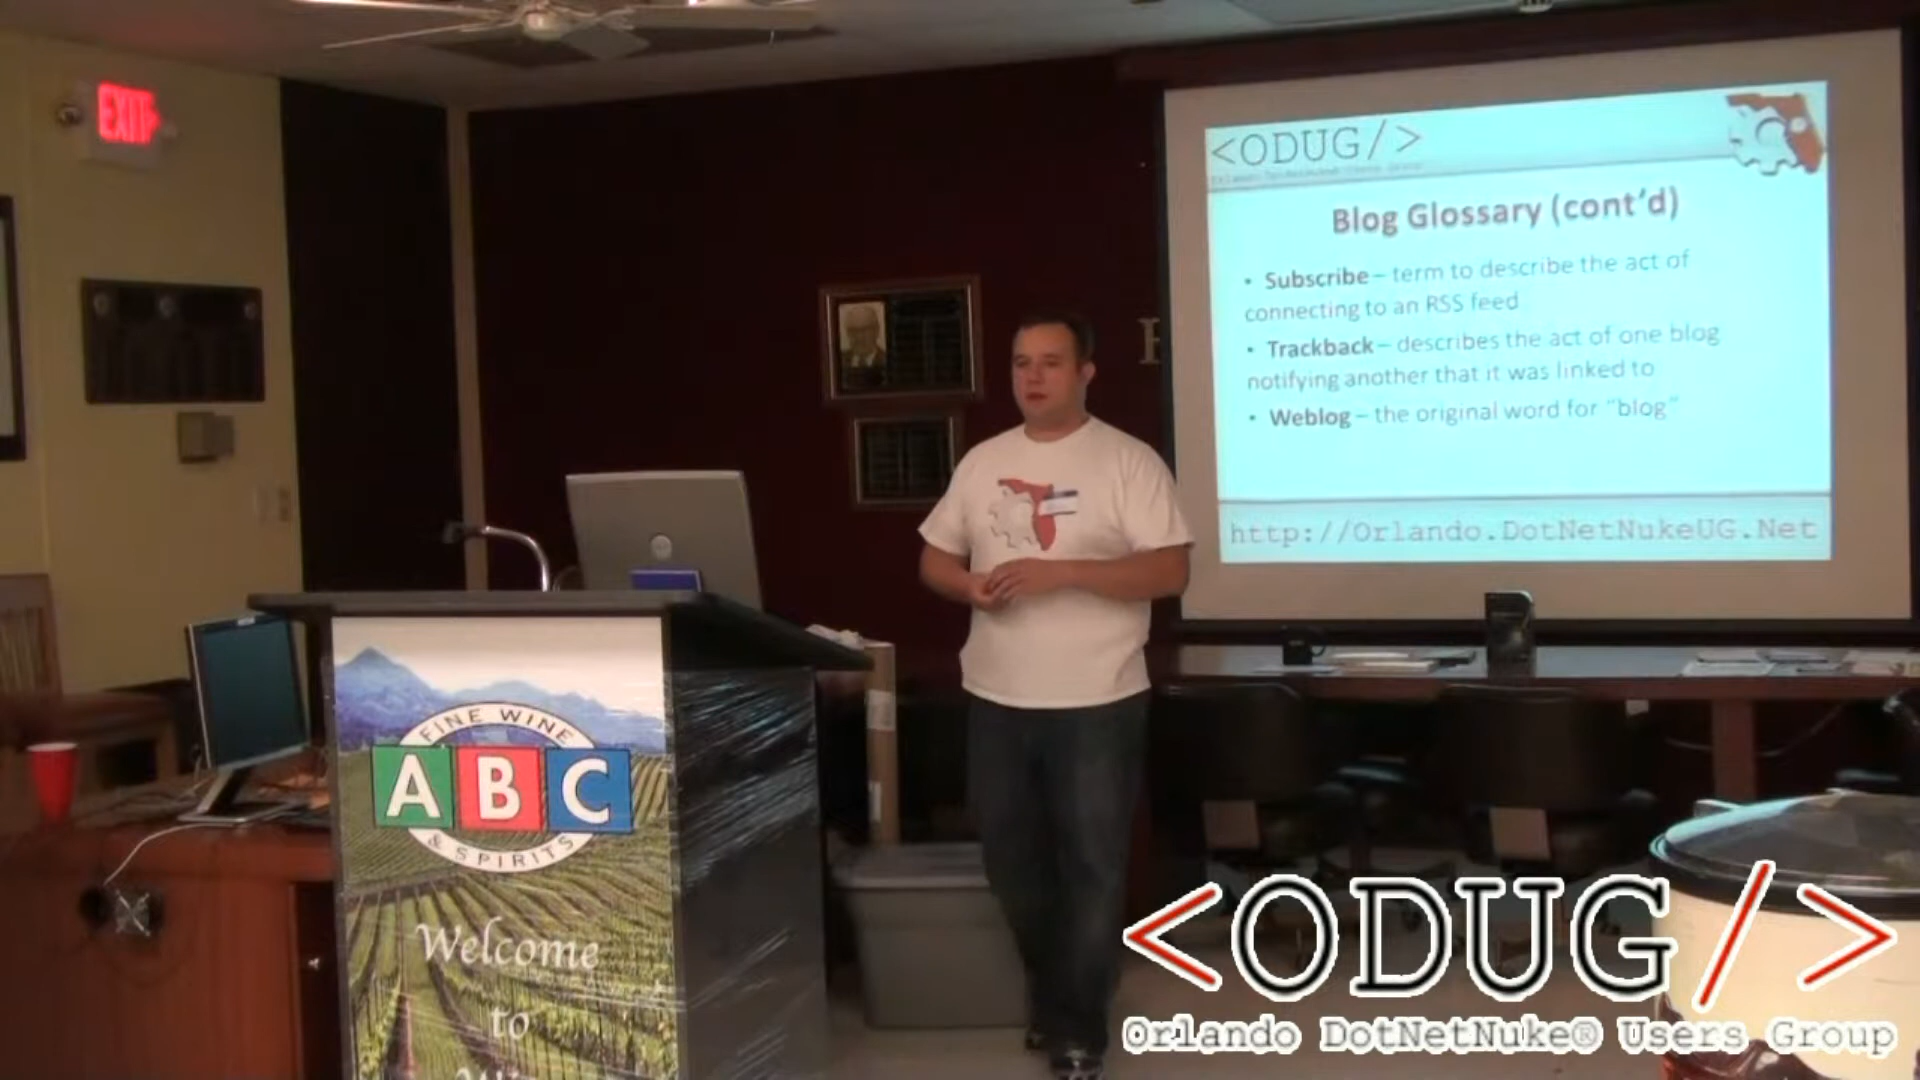 EXIT
<ODUG/>
Blog Glossary (cont'd)
• Subscribe – term to describe the act of
connecting to an RSS feed
• Trackback – describes the act of one blog
notifying another that it was linked to
• Weblog – the original word for "blog"
http://Orlando.DotNetNukeUG.Net
FINE WINE
ABC
& SPIRITS
Welcome
to
<ODUG/>
Orlando DotNetNuke® Users Group